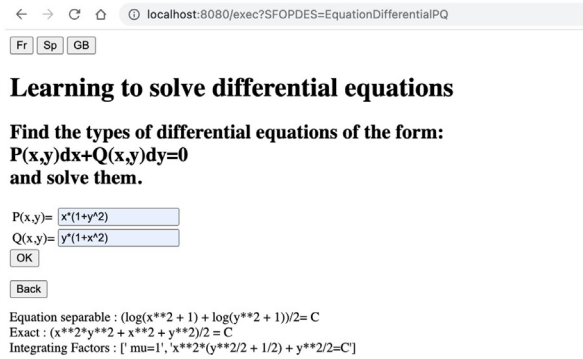 localhost:8080/exec?SFOPDES=EquationDifferentialPQ
Fr Sp GB
Learning to solve differential equations
Find the types of differential equations of the form:
P(x,y)dx+Q(x,y)dy=0
and solve them.
P(x,y)= x*(1+y^2)
Q(x,y)= y*(1+x^2)
OK
Back
Equation separable : (log(x**2 + 1) + log(y**2 + 1))/2= C
Exact : (x**2*y**2 + x**2 + y**2)/2 = C
Integrating Factors : [' mu=1', 'x**2*(y**2/2 + 1/2) + y**2/2=C']